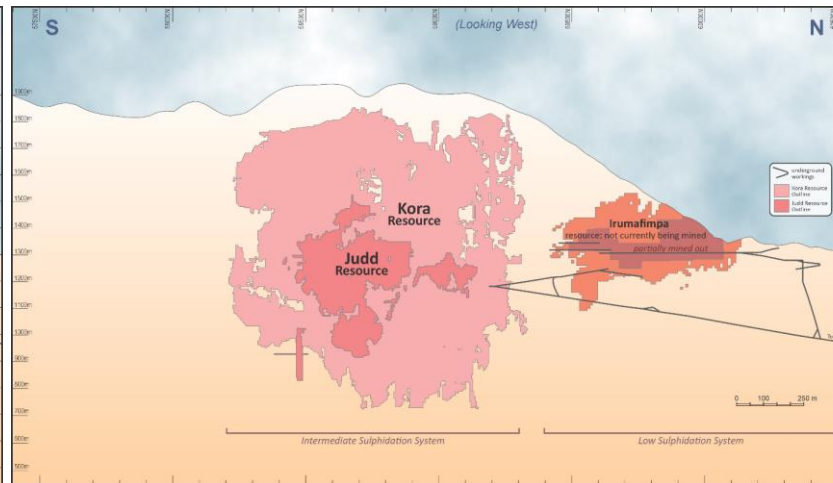 S
(Looking West)
N
1900m
1800m
1700m
1600m
1500m
1400m
1300m
1200m
1100m
1000m
900m
800m
700m
600m
500m
Kora
Resource
Judd
Resource
Irumafimpa
resource; not currently being mined
partially mined out
underground
workings
Kora Resource
Outline
Judd Resource
Outline
0 100 250 m
Intermediate Sulphidation System
Low Sulphidation System